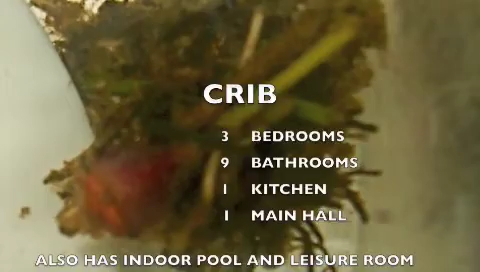 CRIB
3 BEDROOMS
9 BATHROOMS
1 KITCHEN
1 MAIN HALL
ALSO HAS INDOOR POOL AND LEISURE ROOM